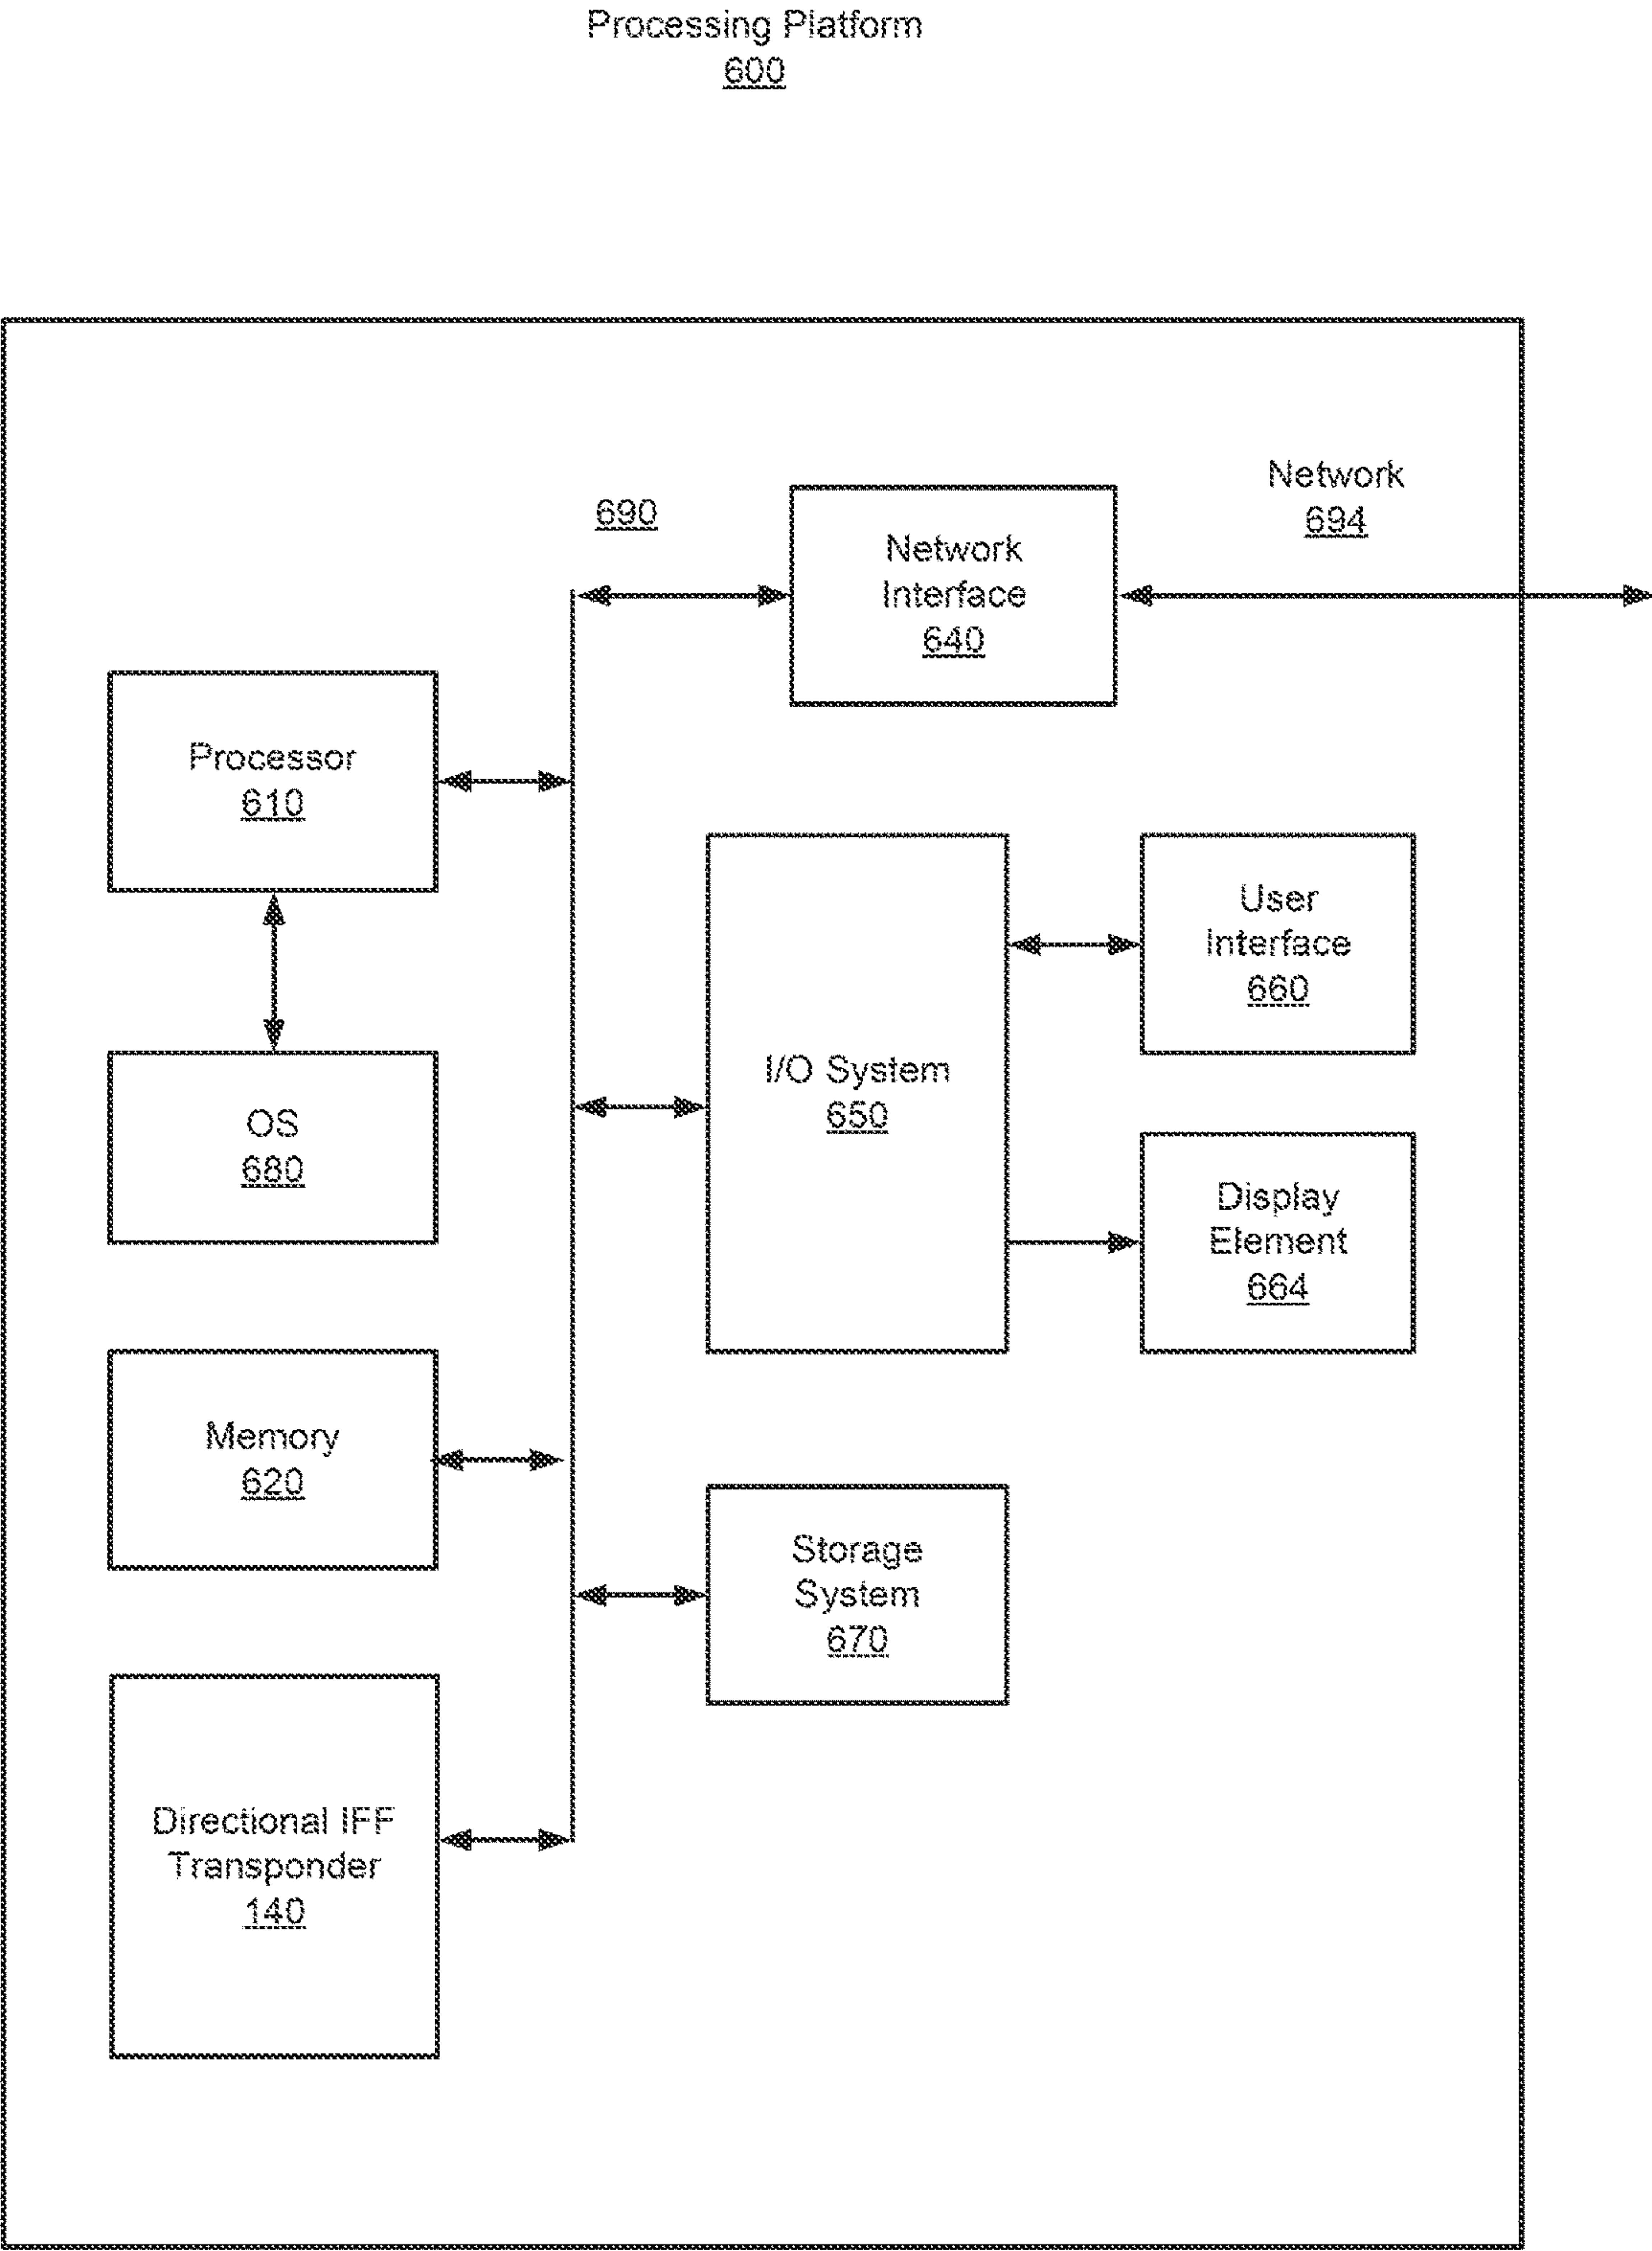 Processing Platform
600
690
Network
694
Network
Interface
640
Processor
610
User
Interface
660
I/O System
650
OS
680
Display
Element
664
Memory
620
Storage
System
670
Directional IFF
Transponder
140